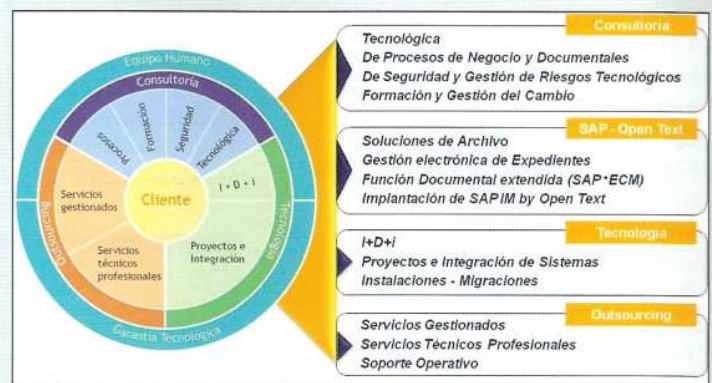 Equipo Humano
Consultoría
Procesos
Formación
Seguridad
Tecnológica
Servicios
gestionados
Cliente
I + D + i
Outsourcing
Tecnología
Servicios
técnicos
profesionales
Proyectos e
Integración
Garantía Tecnológica
Consultoría
Tecnológica
De Procesos de Negocio y Documentales
De Seguridad y Gestión de Riesgos Tecnológicos
Formación y Gestión del Cambio
SAP - Open Text
Soluciones de Archivo
Gestión electrónica de Expedientes
Función Documental extendida (SAP+ECM)
Implantación de SAP IM by Open Text
Tecnología
I+D+i
Proyectos e Integración de Sistemas
Instalaciones - Migraciones
Outsourcing
Servicios Gestionados
Servicios Técnicos Profesionales
Soporte Operativo